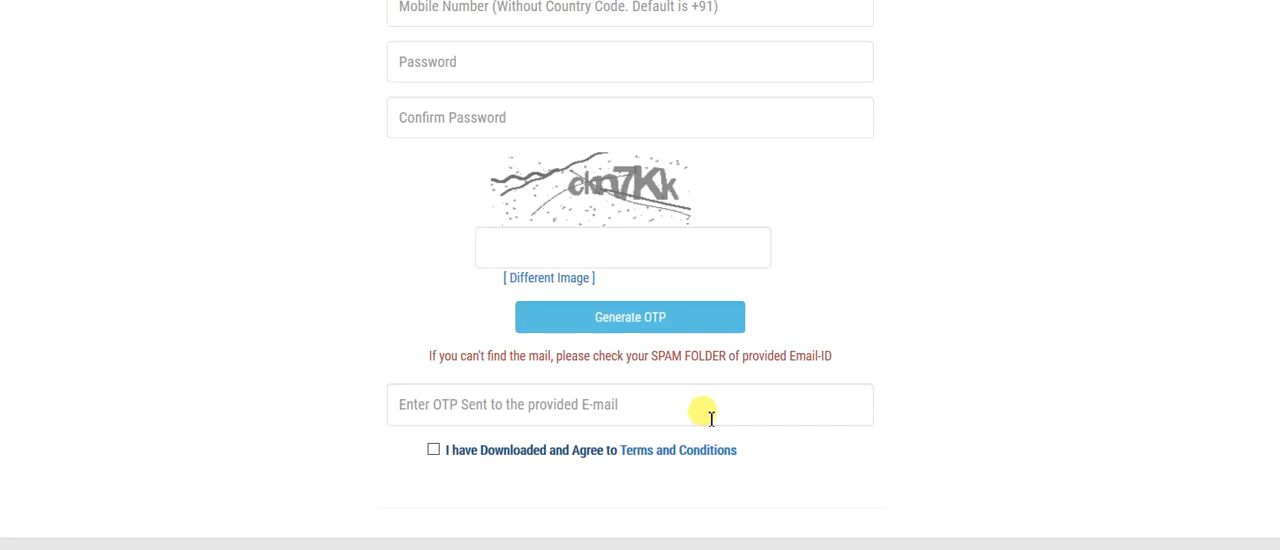 Mobile Number (Without Country Code. Default is +91)
Password
Confirm Password
ckn7Kk
[ Different Image ]
Generate OTP
If you can't find the mail, please check your SPAM FOLDER of provided Email-ID
Enter OTP Sent to the provided E-mail
I have Downloaded and Agree to Terms and Conditions